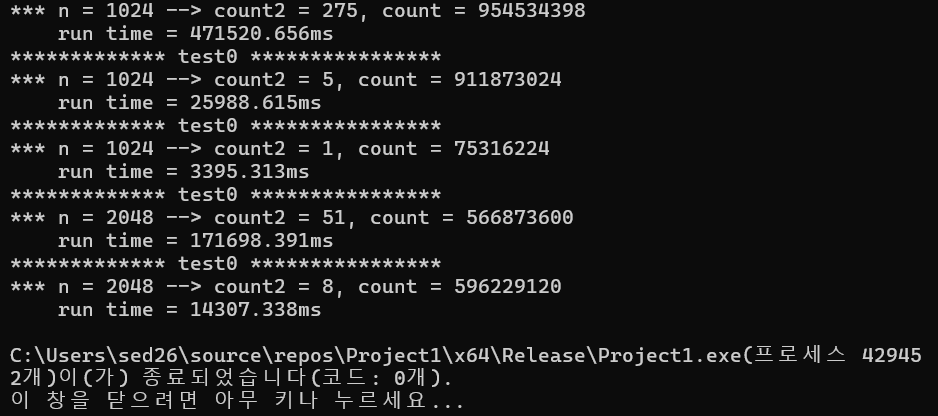 *** n = 1024 --> count2 = 275, count = 954534398
    run time = 471520.656ms
************* test0 ****************
*** n = 1024 --> count2 = 5, count = 911873024
    run time = 25988.615ms
************* test0 ****************
*** n = 1024 --> count2 = 1, count = 75316224
    run time = 3395.313ms
************* test0 ****************
*** n = 2048 --> count2 = 51, count = 566873600
    run time = 171698.391ms
************* test0 ****************
*** n = 2048 --> count2 = 8, count = 596229120
    run time = 14307.338ms
C:\Users\sed26\source\repos\Project1\x64\Release\Project1.exe(프로세스 42945
2개)이(가) 종료되었습니다(코드: 0개).
이 창을 닫으려면 아무 키나 누르세요...